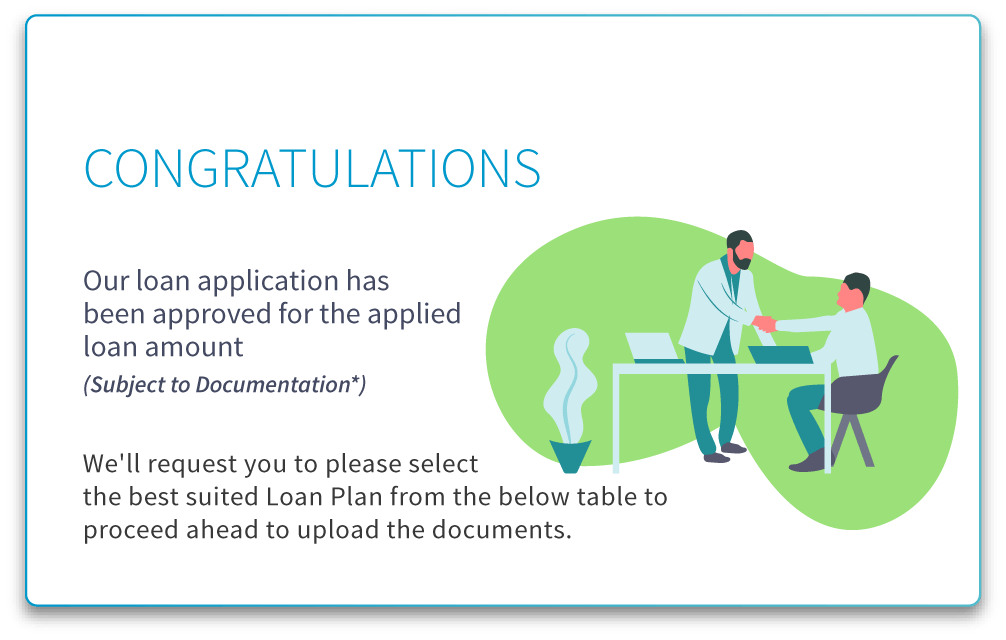 CONGRATULATIONS
Our loan application has
been approved for the applied
loan amount
(Subject to Documentation*)
We'll request you to please select
the best suited Loan Plan from the below table to
proceed ahead to upload the documents.